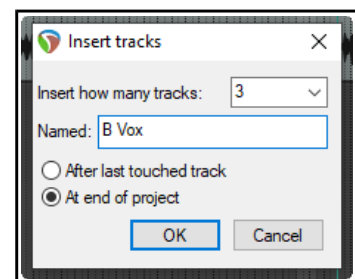 Insert tracks
Insert how many tracks: 3
Named: B Vox
After last touched track
At end of project
OK Cancel